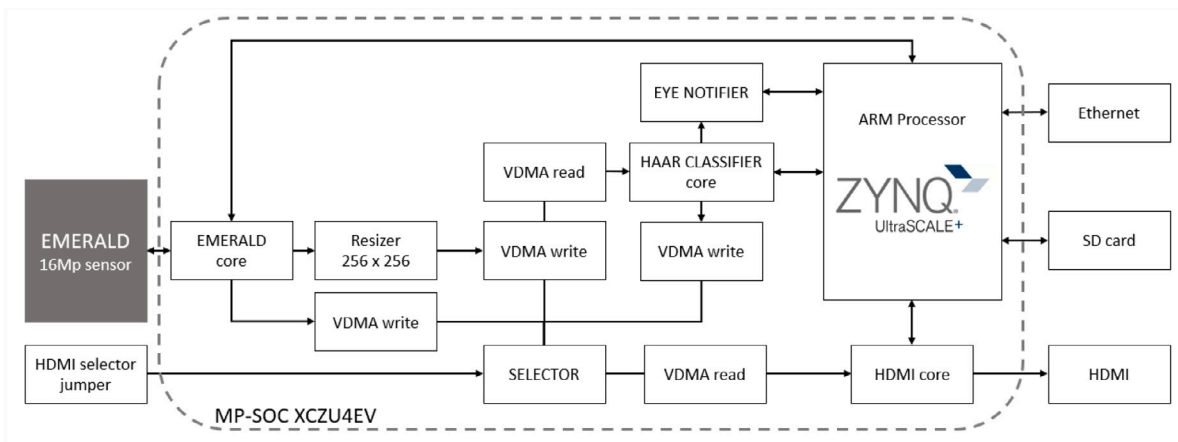 EYE NOTIFIER
ARM Processor
Ethernet
VDMA read
HAAR CLASSIFIER
core
ZYNQ
UltraSCALE+
EMERALD
16Mp sensor
EMERALD
core
Resizer
256 x 256
VDMA write
VDMA write
SD card
VDMA write
HDMI selector
jumper
SELECTOR
VDMA read
HDMI core
HDMI
MP-SOC XCZU4EV